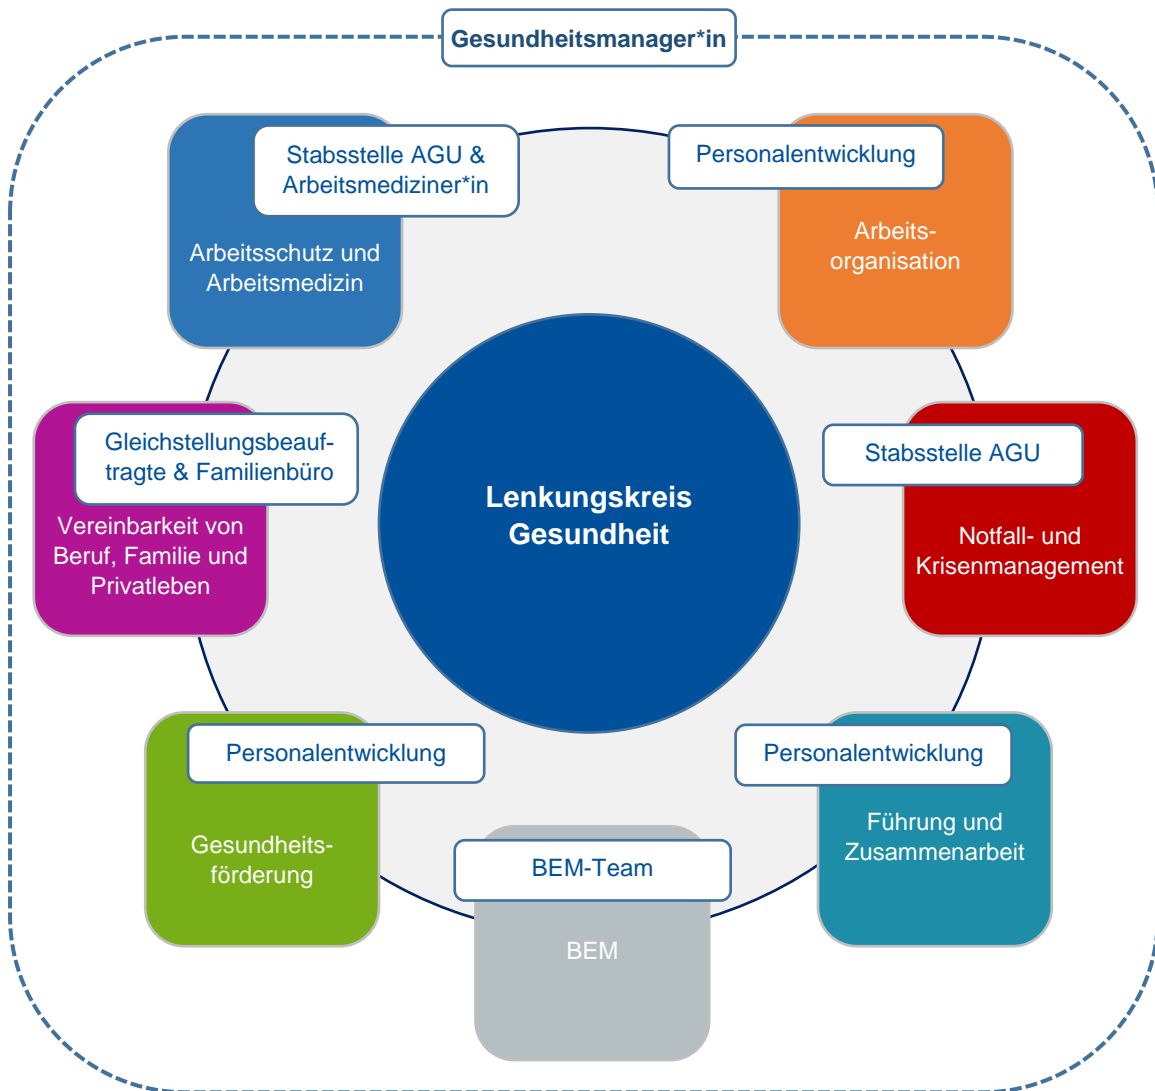 Gesundheitsmanager*in
Stabsstelle AGU &
Arbeitsmediziner*in
Arbeitsschutz und
Arbeitsmedizin
Personalentwicklung
Arbeits-
organisation
Gleichstellungsbeauf-
tragte & Familienbüro
Vereinbarkeit von
Beruf, Familie und
Privatleben
Lenkungskreis
Gesundheit
Stabsstelle AGU
Notfall- und
Krisenmanagement
Personalentwicklung
Gesundheits-
förderung
Personalentwicklung
Führung und
Zusammenarbeit
BEM-Team
BEM